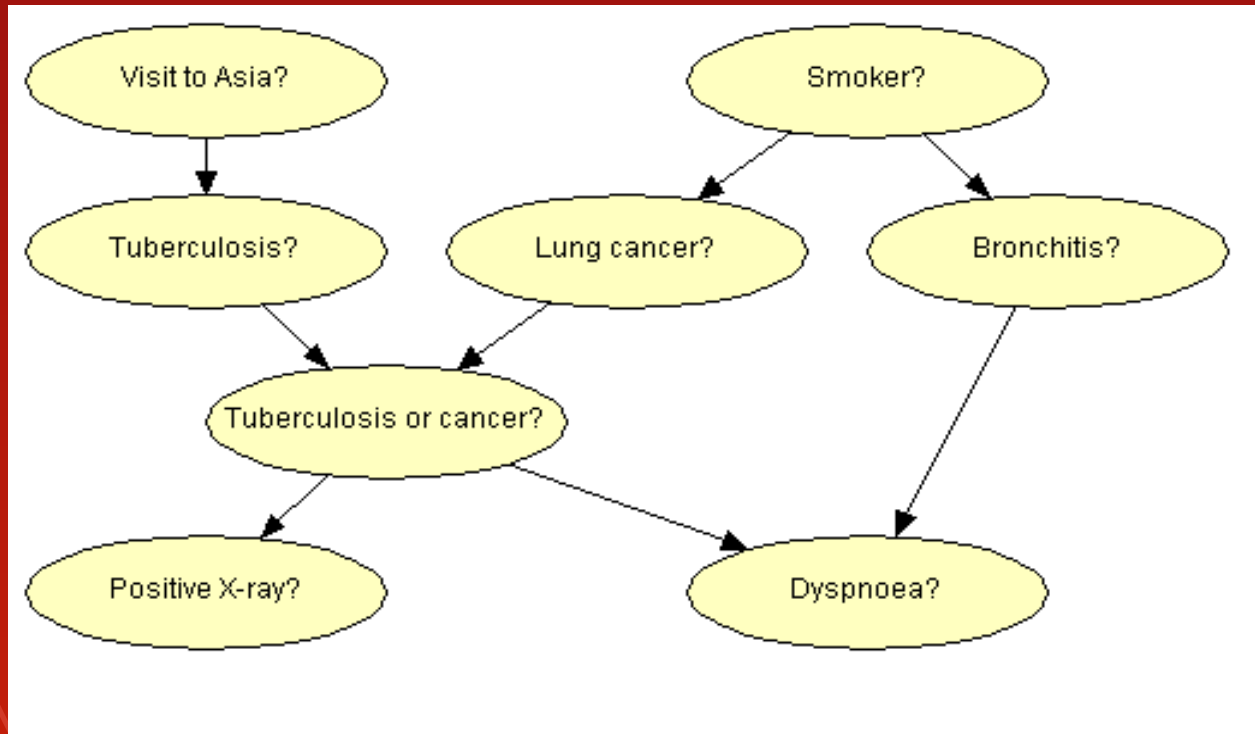 Visit to Asia?
Smoker?
Tuberculosis?
Lung cancer?
Bronchitis?
Tuberculosis or cancer?
Positive X-ray?
Dyspnoea?